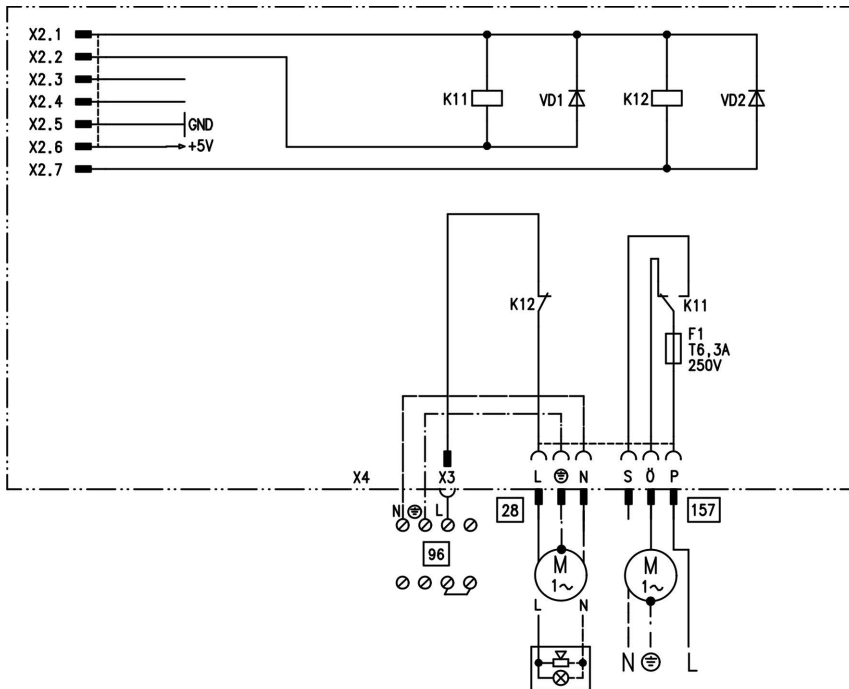 X2.1
X2.2
X2.3
X2.4
X2.5 GND
X2.6 +5V
X2.7
K11 VD1 K12 VD2
K12 K11
F1
T6,3A
250V
X4 X3 L N S Ö P
N L 28 157
96
M M
1~ 1~
L N
N L